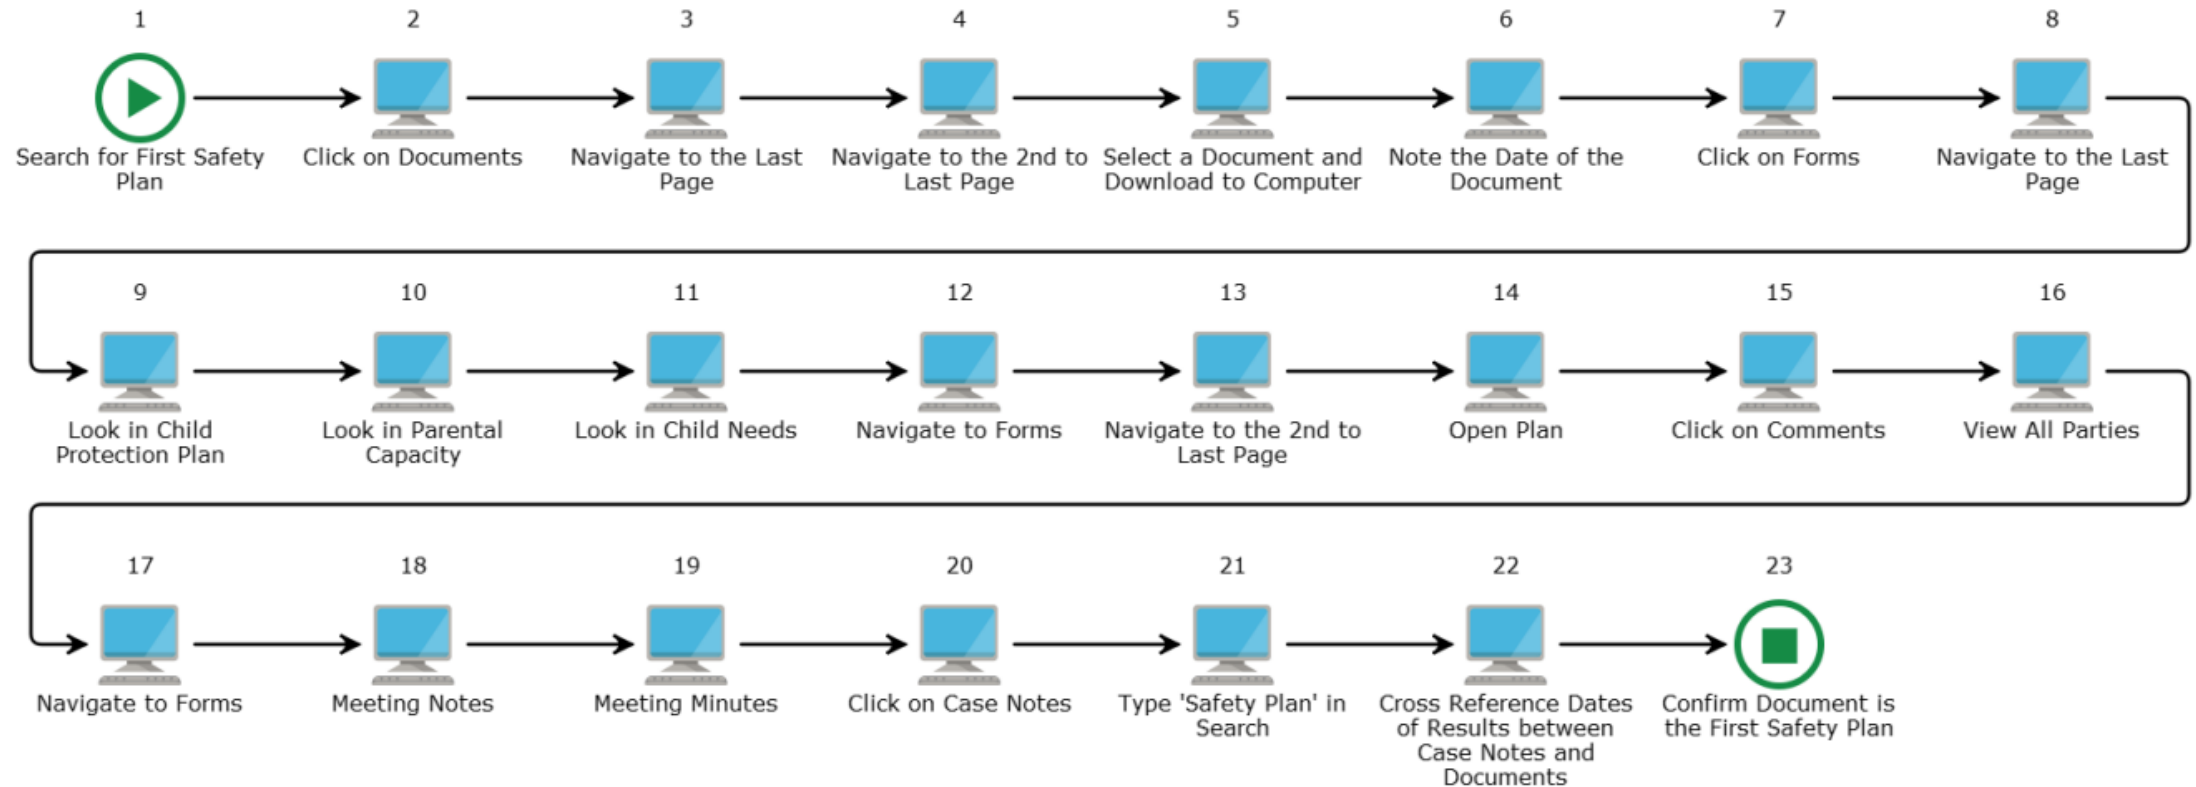 1
2
3
4
5
6
7
8
Search for First Safety
Plan
Click on Documents
Navigate to the Last
Page
Navigate to the 2nd to
Last Page
Select a Document and
Download to Computer
Note the Date of the
Document
Click on Forms
Navigate to the Last
Page
9
10
11
12
13
14
15
16
Look in Child
Protection Plan
Look in Parental
Capacity
Look in Child Needs
Navigate to Forms
Navigate to the 2nd to
Last Page
Open Plan
Click on Comments
View All Parties
17
18
19
20
21
22
23
Navigate to Forms
Meeting Notes
Meeting Minutes
Click on Case Notes
Type 'Safety Plan' in
Search
Cross Reference Dates
of Results between
Case Notes and
Documents
Confirm Document is
the First Safety Plan